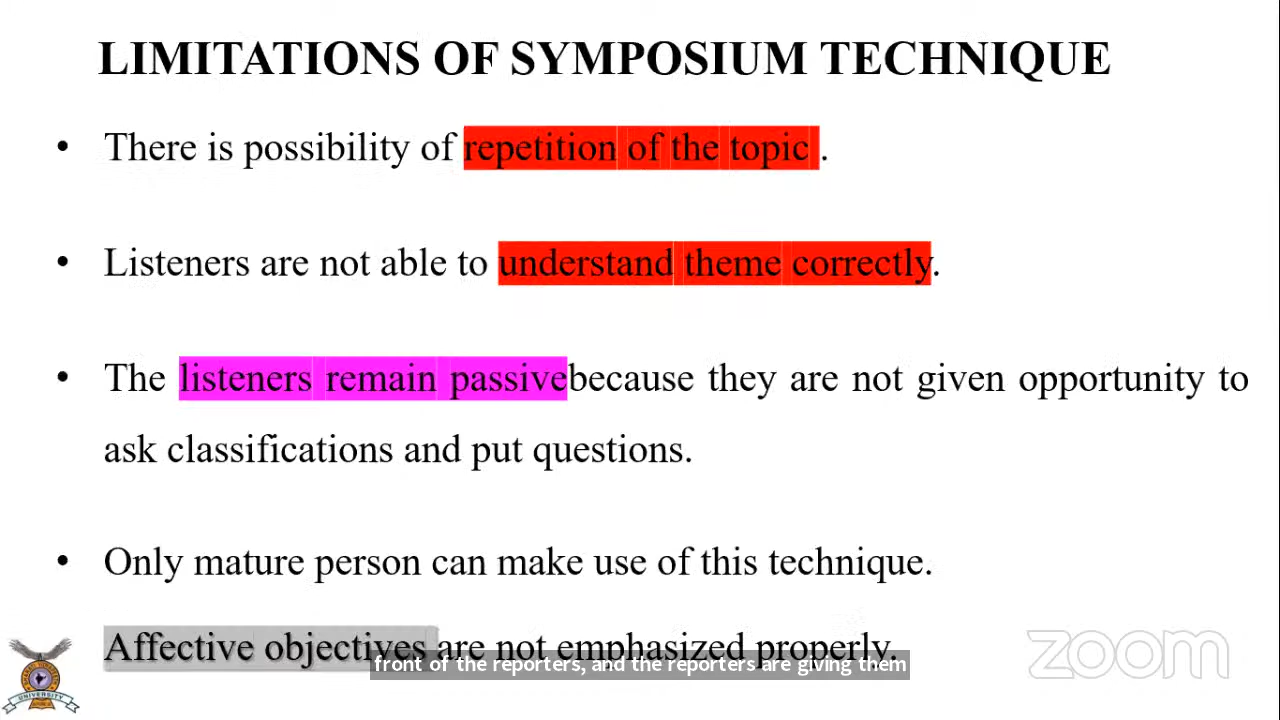 LIMITATIONS OF SYMPOSIUM TECHNIQUE
• There is possibility of repetition of the topic .
• Listeners are not able to understand theme correctly.
• The listeners remain passivebecause they are not given opportunity to
ask classifications and put questions.
• Only mature person can make use of this technique.
Affective objectives are not emphasized properly.
front of the reporters, and the reporters are giving them
zoom
UNIVERSITY